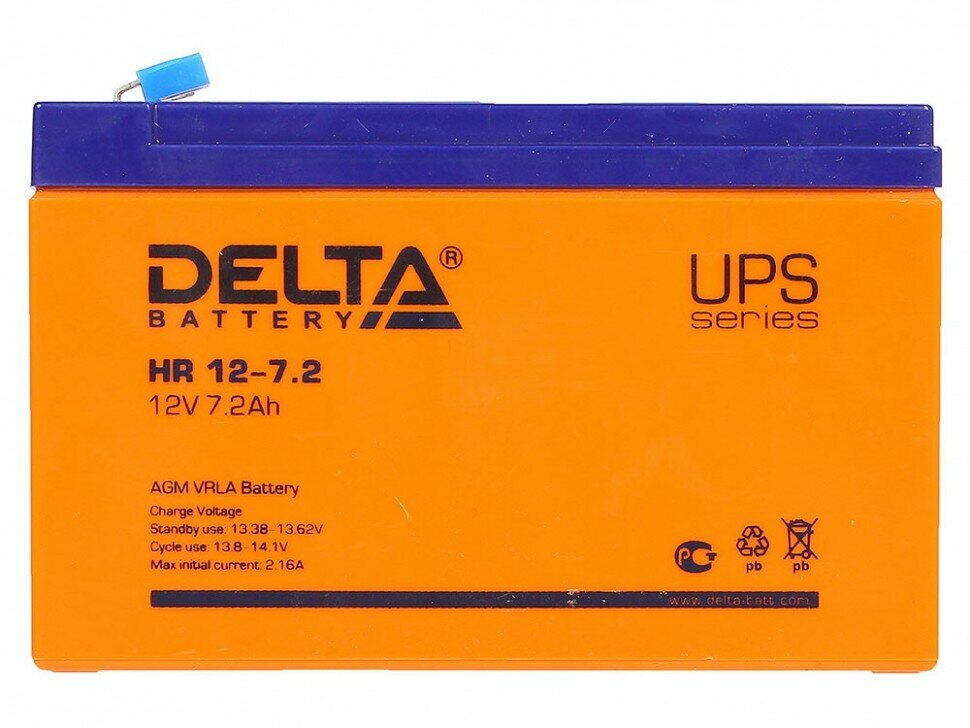 DELTA®
BATTERY
UPS
series
HR 12-7.2
12V 7.2Ah
AGM VRLA Battery
Charge Voltage
Standby use: 13.38-13.62V
Cycle use: 13.8-14.1V
Max initial current: 2.16A
РСТ
pb
pb
www.delta-batt.com